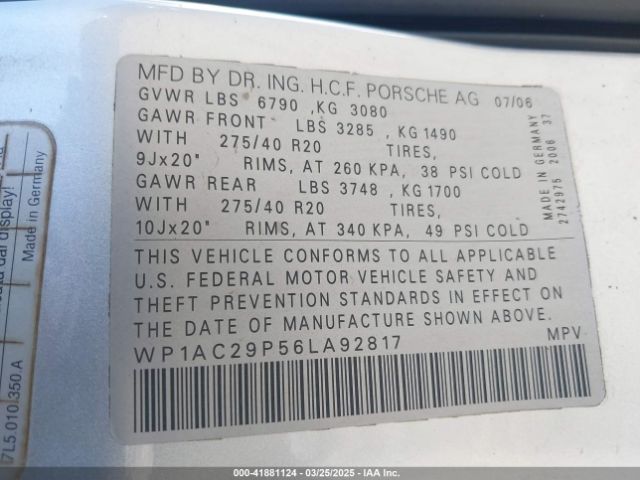 MFD BY DR. ING. H.C.F. PORSCHE AG 07/06
GVWR LBS 6790 ,KG 3080
GAWR FRONT LBS 3285 ,KG 1490
WITH 275/40 R20 TIRES,
9Jx20" RIMS, AT 260 KPA, 38 PSI COLD
GAWR REAR LBS 3748 ,KG 1700
WITH 275/40 R20 TIRES,
10Jx20" RIMS, AT 340 KPA, 49 PSI COLD
THIS VEHICLE CONFORMS TO ALL APPLICABLE
U.S. FEDERAL MOTOR VEHICLE SAFETY AND
THEFT PREVENTION STANDARDS IN EFFECT ON
THE DATE OF MANUFACTURE SHOWN ABOVE.
WP1AC29P56LA92817 MPV
MADE IN GERMANY
2742975 2006 37
display!
Made in Germany
7L5.010.350.A
000-41881124 - 03/25/2025 - IAA Inc.